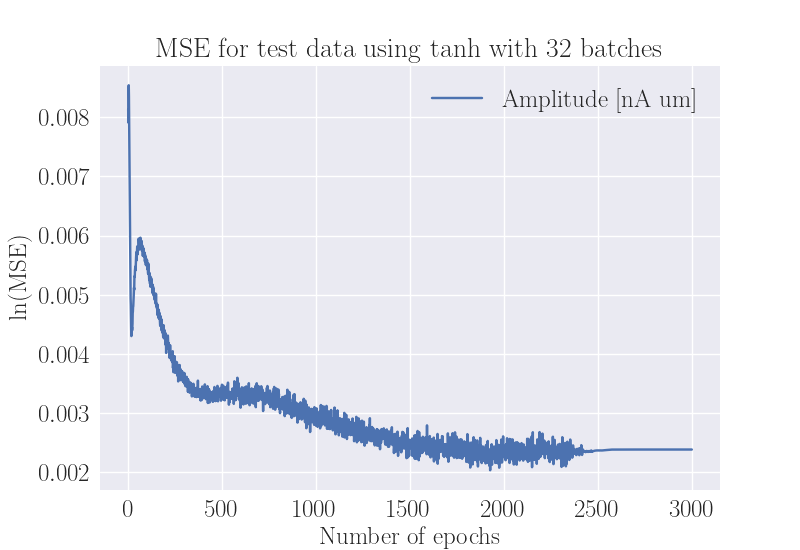 MSE for test data using tanh with 32 batches
Amplitude [nA um]
0.008
0.007
0.006
0.005
0.004
0.003
0.002
ln(MSE)
0 500 1000 1500 2000 2500 3000
Number of epochs